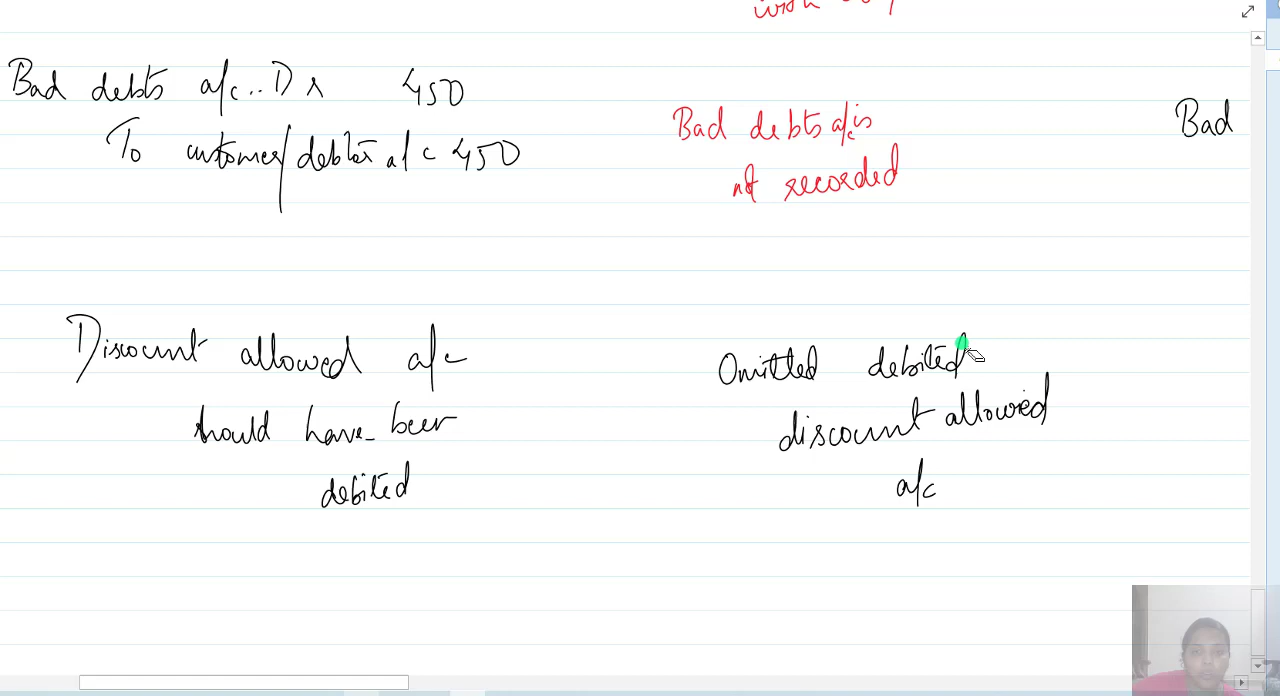 Bad debts a/c .. Dr 450
To customer/debtor a/c 450
Bad debts a/c is
not recorded
Bad
Discount allowed a/c
should have been
debited
Omitted debited
discount allowed
a/c